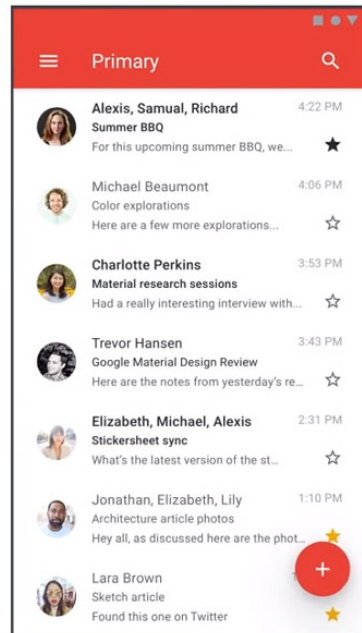 Primary
Alexis, Samual, Richard 4:22 PM
Summer BBQ
For this upcoming summer BBQ, we...
Michael Beaumont 4:06 PM
Color explorations
Here are a few more explorations...
Charlotte Perkins 3:53 PM
Material research sessions
Had a really interesting interview with...
Trevor Hansen 3:43 PM
Google Material Design Review
Here are the notes from yesterday's re...
Elizabeth, Michael, Alexis 2:31 PM
Stickersheet sync
What's the latest version of the st...
Jonathan, Elizabeth, Lily 1:10 PM
Architecture article photos
Hey all, as discussed here are the phot...
Lara Brown
Sketch article
Found this one on Twitter